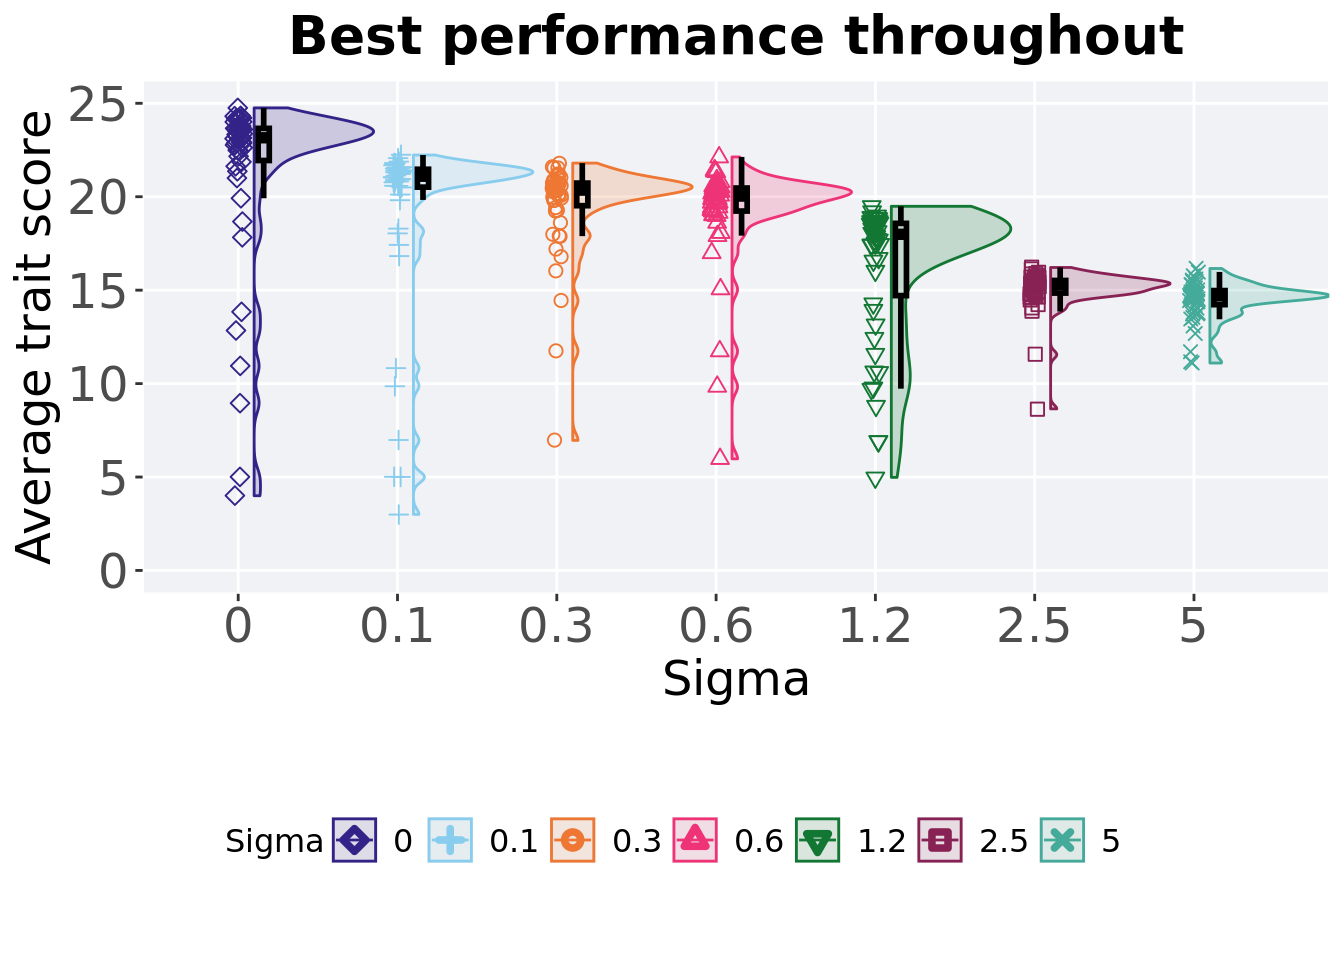 Best performance throughout
Average trait score
25
20
15
10
5
0
0 0.1 0.3 0.6 1.2 2.5 5
Sigma
Sigma 0 0.1 0.3 0.6 1.2 2.5 5